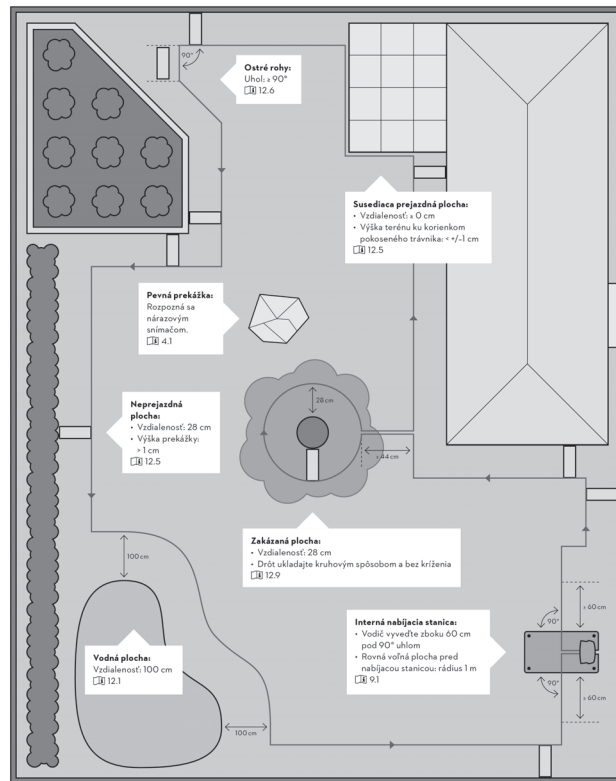 90°
Ostré rohy:
Uhol: ≥ 90°
12.6
Susediaca prejazdná plocha:
• Vzdialenosť: ≥ 0 cm
• Výška terénu ku korienkom
pokoseného trávnika: < +/–1 cm
12.5
Pevná prekážka:
Rozpozná sa
nárazovým
snímačom.
4.1
28 cm
Neprejazdná
plocha:
• Vzdialenosť: 28 cm
• Výška prekážky:
> 1 cm
12.5
≥ 44 cm
Zakázaná plocha:
• Vzdialenosť: 28 cm
• Drôt ukladajte kruhovým spôsobom a bez kríženia
12.9
100 cm
≥ 60 cm
90°
Interná nabíjacia stanica:
• Vodič vyveďte zboku 60 cm
pod 90° uhlom
• Rovná voľná plocha pred
nabíjacou stanicou: rádius 1 m
9.1
Vodná plocha:
Vzdialenosť: 100 cm
12.1
90°
≥ 60 cm
100 cm